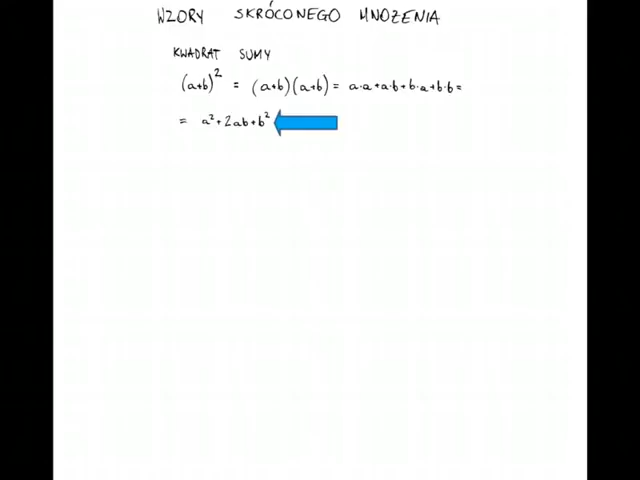 WZORY SKRÓCONEGO MNOŻENIA
KWADRAT SUMY
(a+b)² = (a+b)(a+b) = a·a+a·b+b·a+b·b=
= a²+2ab+b²